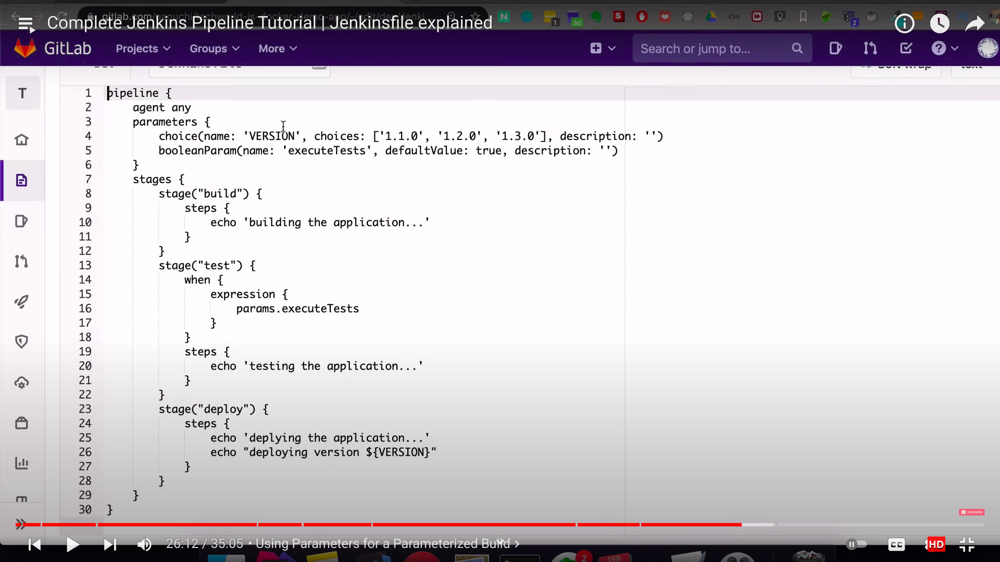 Complete Jenkins Pipeline Tutorial | Jenkinsfile explained
GitLab Projects Groups More Search or jump to...
T
1 pipeline {
2 agent any
3 parameters {
4 choice(name: 'VERSION', choices: ['1.1.0', '1.2.0', '1.3.0'], description: '')
5 booleanParam(name: 'executeTests', defaultValue: true, description: '')
6 }
7 stages {
8 stage("build") {
9 steps {
10 echo 'building the application...'
11 }
12 }
13 stage("test") {
14 when {
15 expression {
16 params.executeTests
17 }
18 }
19 steps {
20 echo 'testing the application...'
21 }
22 }
23 stage("deploy") {
24 steps {
25 echo 'deplying the application...'
26 echo "deploying version ${VERSION}"
27 }
28 }
29 }
30 }
SUBSCRIBE
26:12 / 35:05 • Using Parameters for a Parameterized Build
CC HD
2 FEB